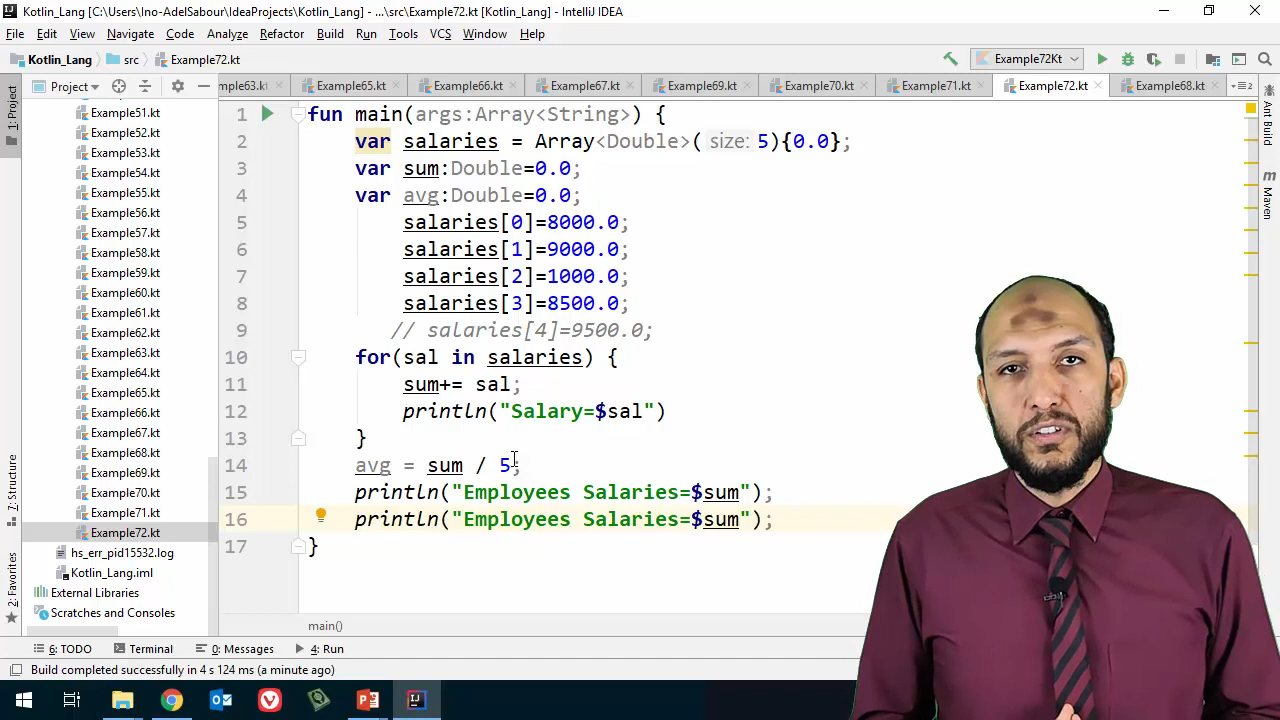 Kotlin_Lang [C:\Users\Ino-AdelSabour\IdeaProjects\Kotlin_Lang] - ...\src\Example72.kt [Kotlin_Lang] - IntelliJ IDEA
File Edit View Navigate Code Analyze Refactor Build Run Tools VCS Window Help
Kotlin_Lang src Example72.kt Example72Kt
Project
mple63.kt Example65.kt Example66.kt Example67.kt Example69.kt Example70.kt Example71.kt Example72.kt Example68.kt
1: Project
7: Structure
2: Favorites
Example51.kt
Example52.kt
Example53.kt
Example54.kt
Example55.kt
Example56.kt
Example57.kt
Example58.kt
Example59.kt
Example60.kt
Example61.kt
Example62.kt
Example63.kt
Example64.kt
Example65.kt
Example66.kt
Example67.kt
Example68.kt
Example69.kt
Example70.kt
Example71.kt
Example72.kt
hs_err_pid15532.log
Kotlin_Lang.iml
External Libraries
Scratches and Consoles
1 fun main(args:Array<String>) {
2 var salaries = Array<Double>( size: 5){0.0};
3 var sum:Double=0.0;
4 var avg:Double=0.0;
5 salaries[0]=8000.0;
6 salaries[1]=9000.0;
7 salaries[2]=1000.0;
8 salaries[3]=8500.0;
9 // salaries[4]=9500.0;
10 for(sal in salaries) {
11 sum+= sal;
12 println("Salary=$sal")
13 }
14 avg = sum / 5;
15 println("Employees Salaries=$sum");
16 println("Employees Salaries=$sum");
17 }
main()
Ant Build
Maven
6: TODO Terminal 0: Messages 4: Run
Build completed successfully in 4 s 124 ms (a minute ago)